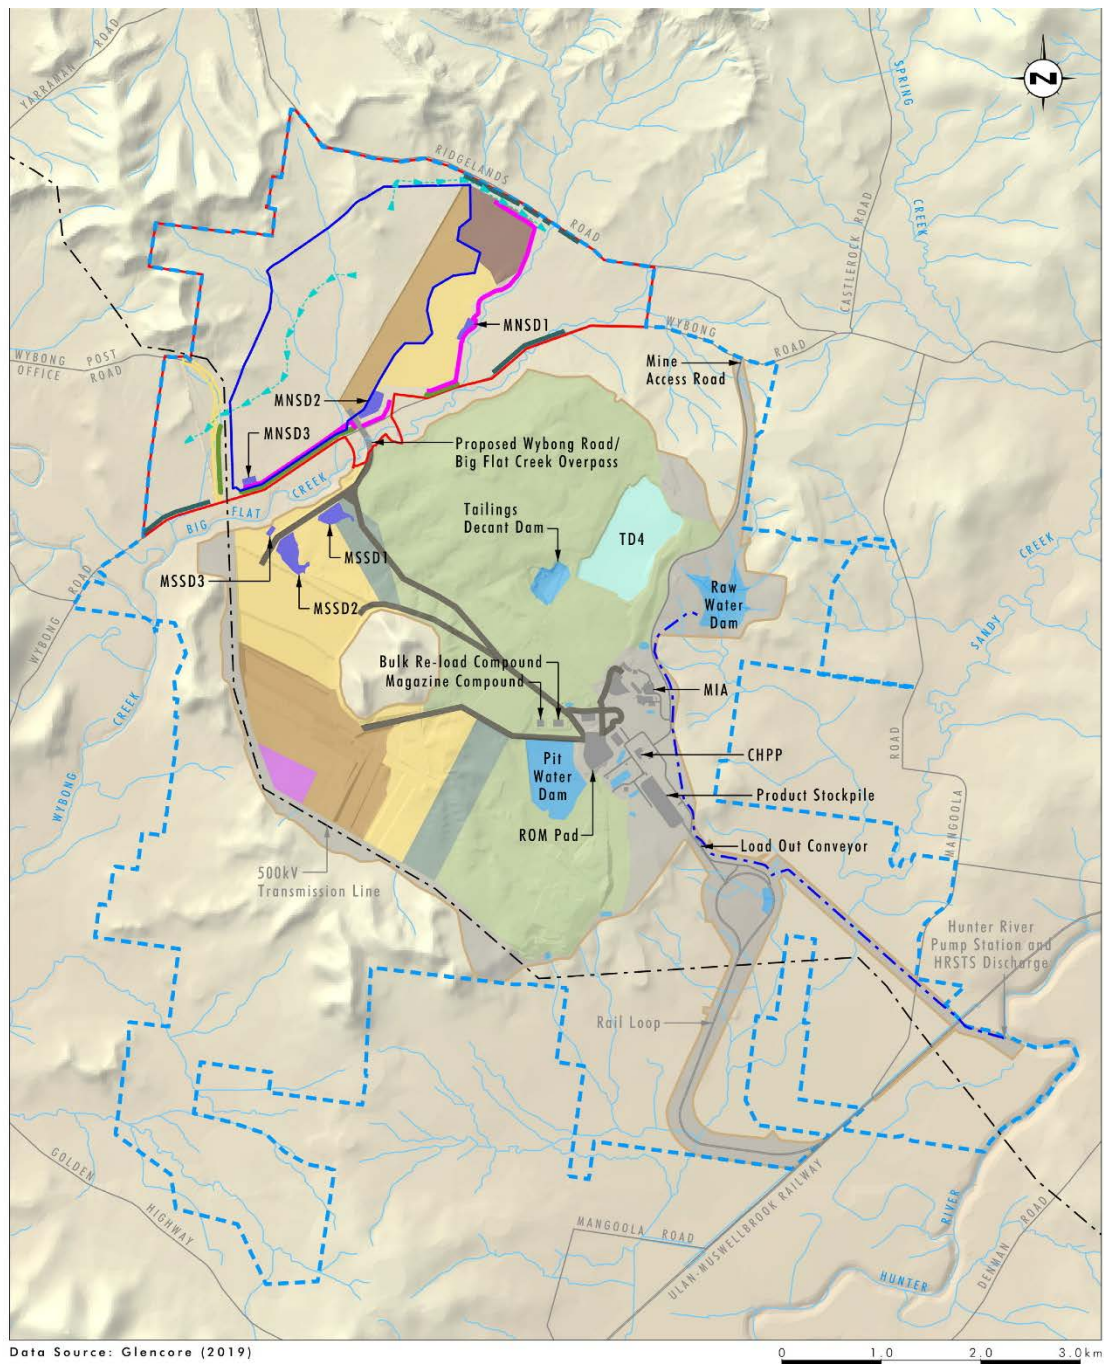 YARRAMAN ROAD
SPRING
CREEK
N
RIDGELANDS
ROAD
CASTLEROCK ROAD
WYBONG
ROAD
MNSD1
Mine
Access Road
WYBONG POST
OFFICE ROAD
MNSD2
MNSD3
Proposed Wybong Road/
Big Flat Creek Overpass
BIG FLAT CREEK
Tailings
Decant Dam
TD4
MSSD1
MSSD3
MSSD2
Raw
Water
Dam
CREEK
SANDY
WYBONG ROAD
Bulk Re-load Compound
Magazine Compound
MIA
CREEK
WYBONG
ROAD
MANGOOLA
Pit
Water
Dam
CHPP
Product Stockpile
ROM Pad
Load Out Conveyor
500kV
Transmission Line
Hunter River
Pump Station and
HRSTS Discharge
Rail Loop
GOLDEN
HIGHWAY
MANGOOLA ROAD
ULAN-MUSWELLBROOK RAILWAY
RIVER
HUNTER
DENMAN ROAD
Data Source: Glencore (2019)
0 1.0 2.0 3.0km